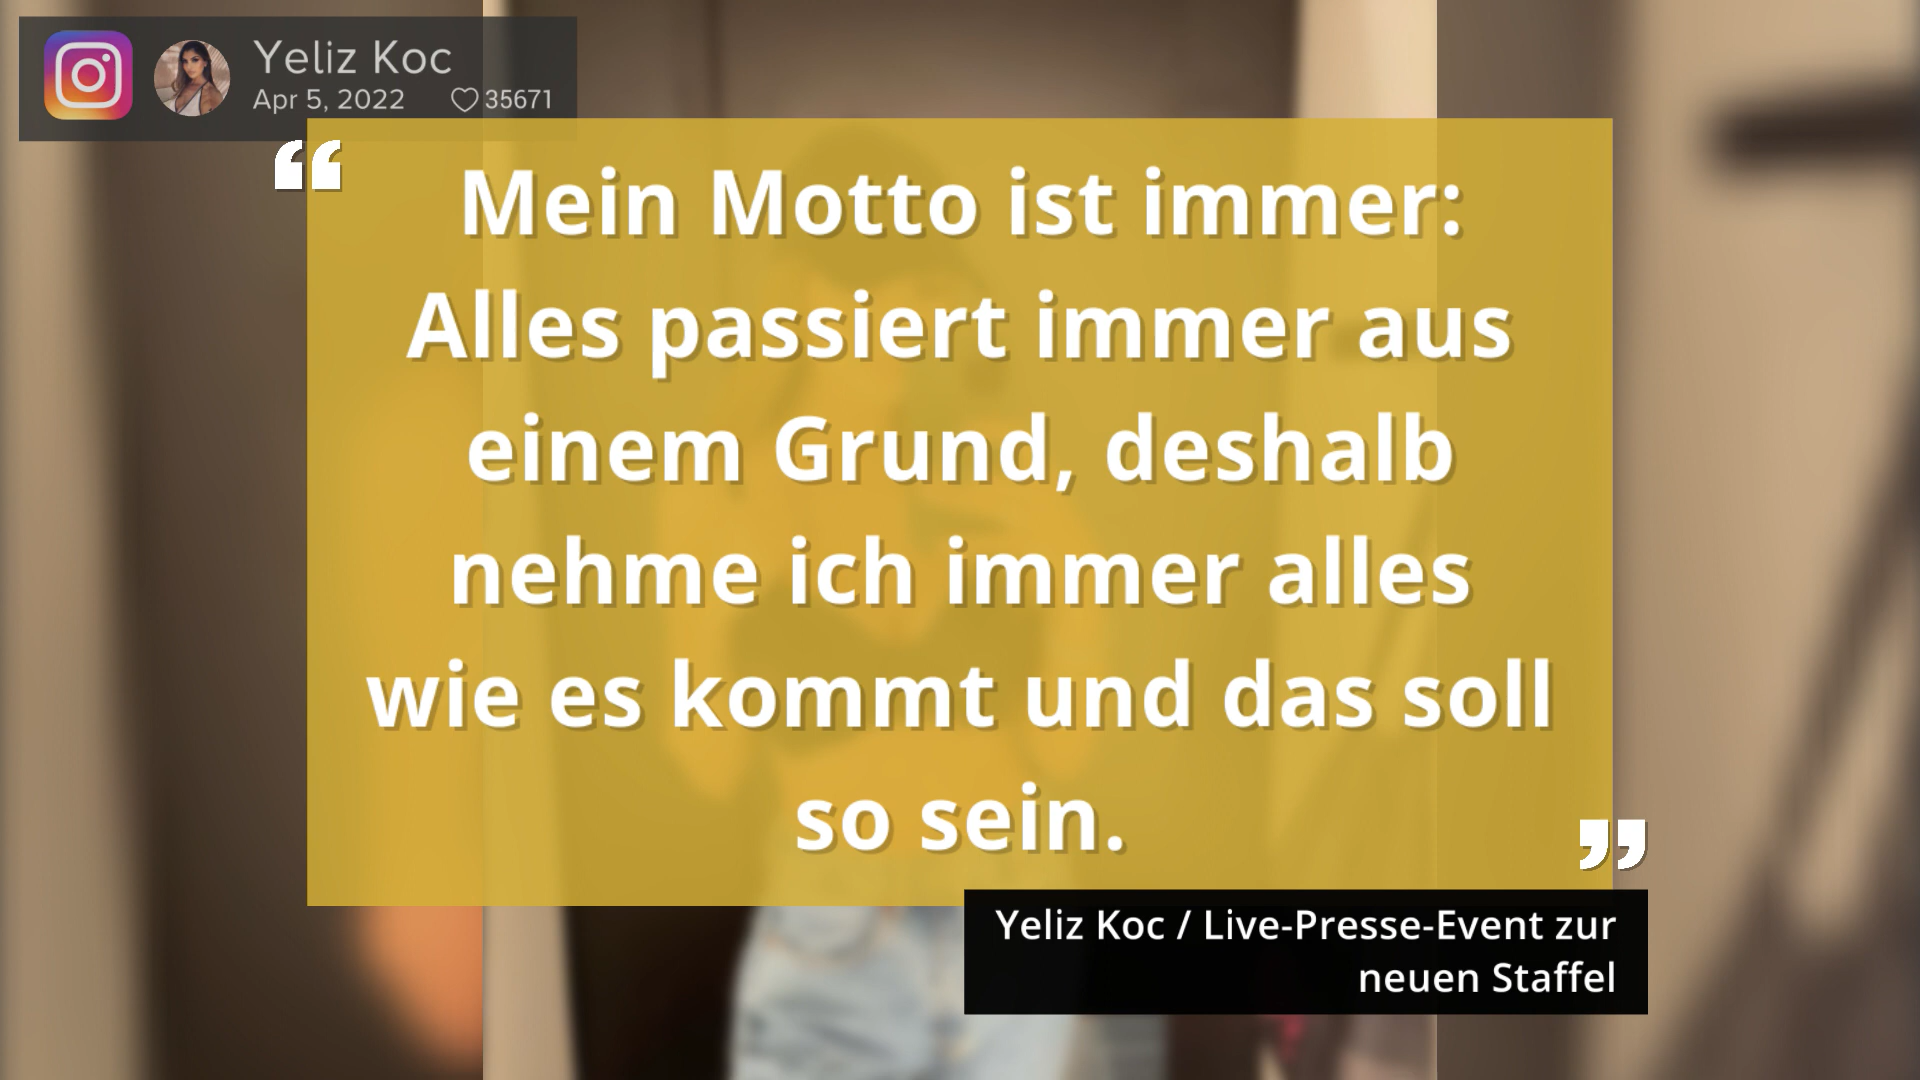 Yeliz Koc
Apr 5, 2022 35671
“
Mein Motto ist immer:
Alles passiert immer aus
einem Grund, deshalb
nehme ich immer alles
wie es kommt und das soll
so sein.
”
Yeliz Koc / Live-Presse-Event zur
neuen Staffel